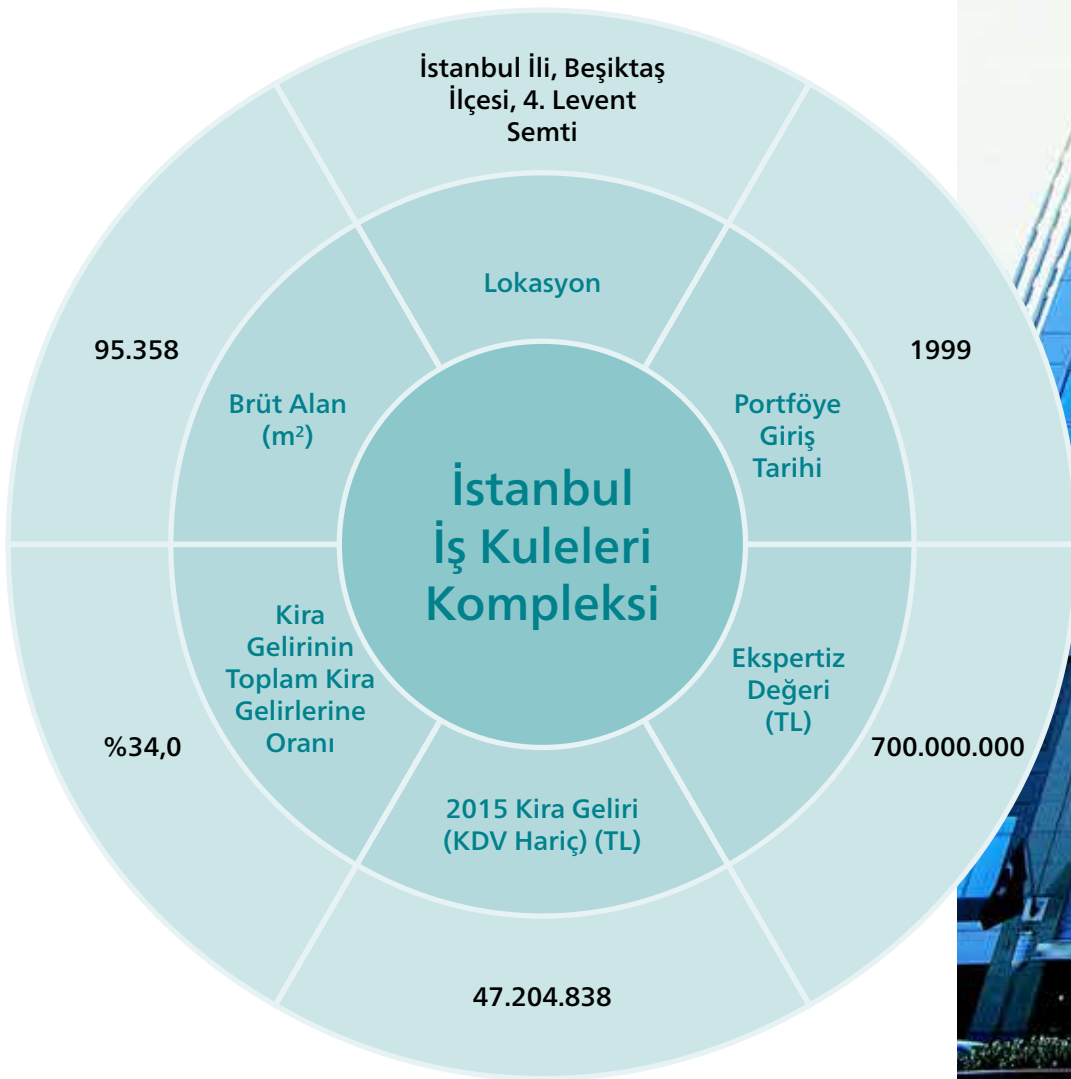 İstanbul
İş Kuleleri
Kompleksi
Lokasyon
İstanbul İli, Beşiktaş
İlçesi, 4. Levent
Semti
Portföye
Giriş
Tarihi
1999
Ekspertiz
Değeri
(TL)
700.000.000
2015 Kira Geliri
(KDV Hariç) (TL)
47.204.838
Kira
Gelirinin
Toplam Kira
Gelirlerine
Oranı
%34,0
Brüt Alan
(m²)
95.358